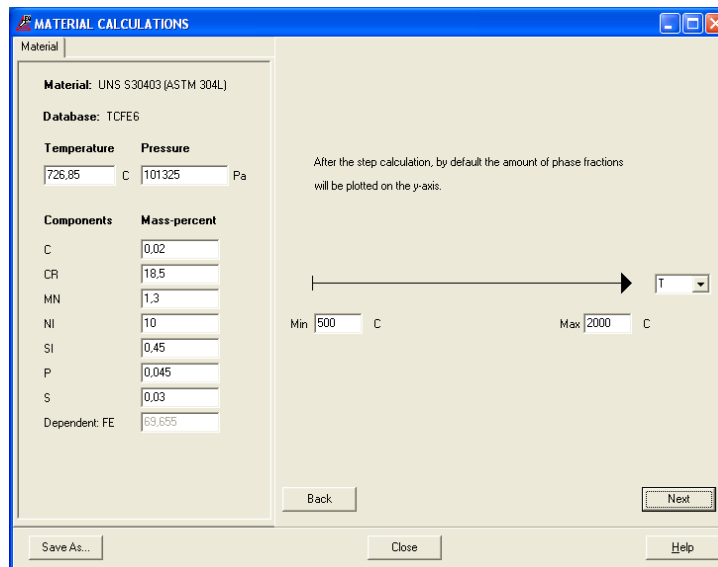 MATERIAL CALCULATIONS
Material
Material: UNS S30403 (ASTM 304L)
Database: TCFE6
Temperature Pressure
726,85 C 101325 Pa
Components Mass-percent
C 0,02
CR 18,5
MN 1,3
NI 10
SI 0,45
P 0,045
S 0,03
Dependent: FE 69,655
After the step calculation, by default the amount of phase fractions
will be plotted on the y-axis.
T
Min 500 C Max 2000 C
Back Next
Save As... Close Help